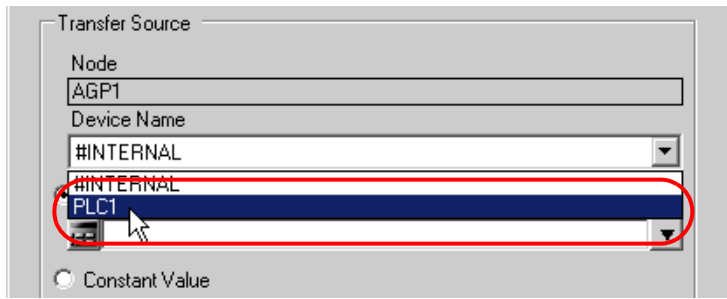 Transfer Source
Node
AGP1
Device Name
#INTERNAL
#INTERNAL
PLC1
Constant Value